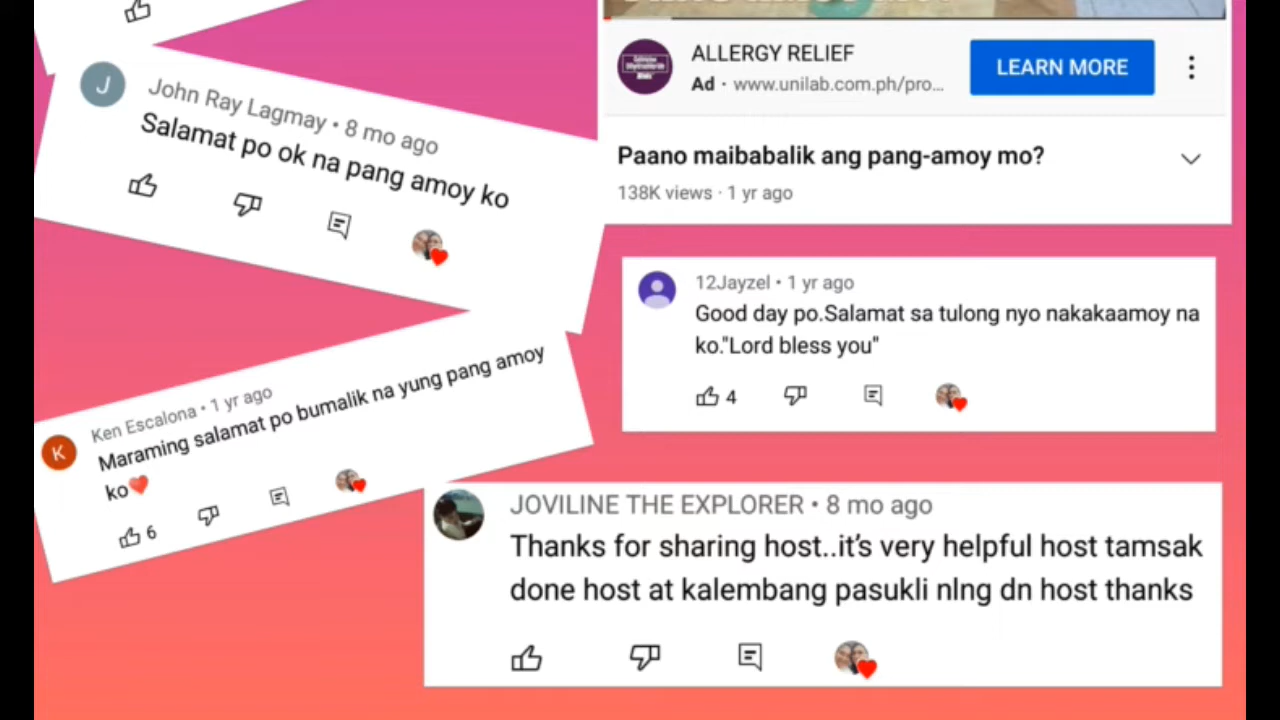 John Ray Lagmay • 8 mo ago
Salamat po ok na pang amoy ko
ALLERGY RELIEF
Ad · www.unilab.com.ph/pro...
LEARN MORE
Paano maibabalik ang pang-amoy mo?
138K views · 1 yr ago
12Jayzel • 1 yr ago
Good day po.Salamat sa tulong nyo nakakaamoy na
ko."Lord bless you"
4
Ken Escalona • 1 yr ago
Maraming salamat po bumalik na yung pang amoy
ko❤️
6
JOVILINE THE EXPLORER • 8 mo ago
Thanks for sharing host..it's very helpful host tamsak
done host at kalembang pasukli nlng dn host thanks
J
K